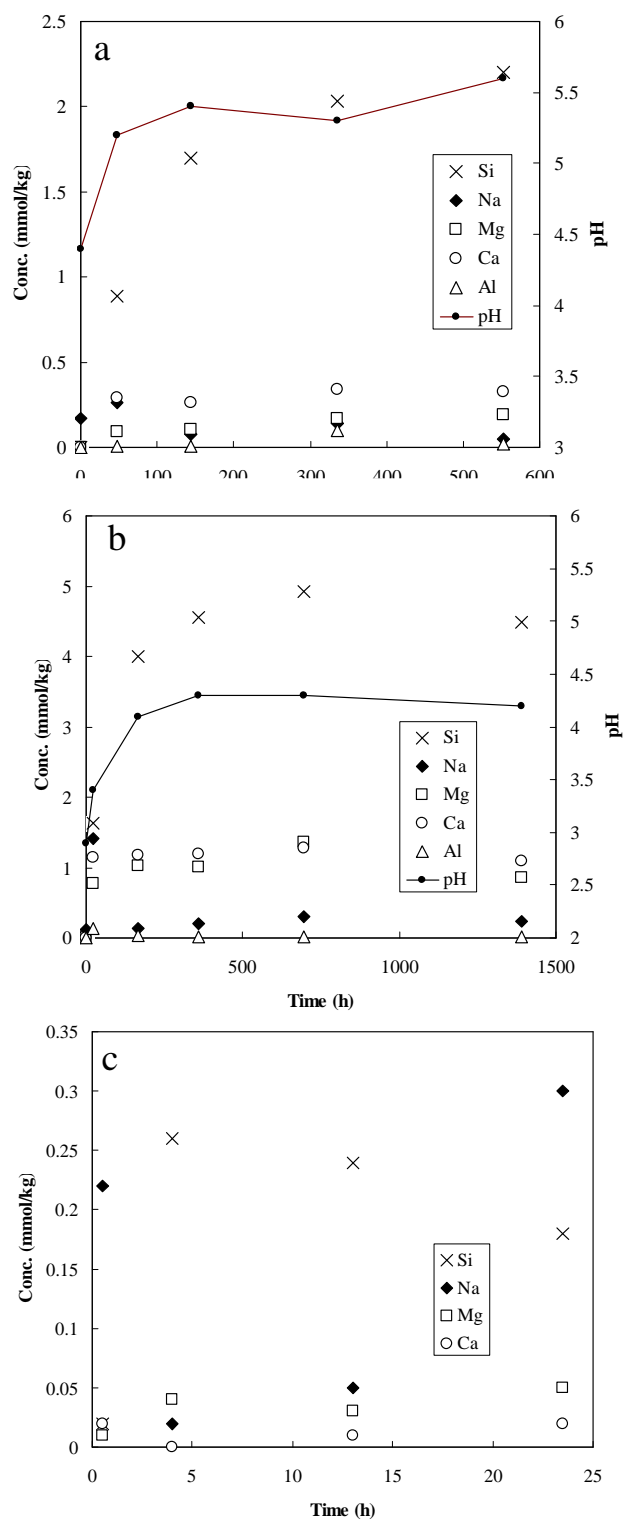 a
Conc. (mmol/kg)
2.5
2
1.5
1
0.5
0
6
5.5
5
4.5
4
3.5
3
pH
Si
Na
Mg
Ca
Al
pH
0 100 200 300 400 500 600
b
Conc. (mmol/kg)
6
5
4
3
2
1
0
6
5.5
5
4.5
4
3.5
3
2.5
2
pH
Si
Na
Mg
Ca
Al
pH
0 500 1000 1500
Time (h)
c
Conc. (mmol/kg)
0.35
0.3
0.25
0.2
0.15
0.1
0.05
0
Si
Na
Mg
Ca
0 5 10 15 20 25
Time (h)